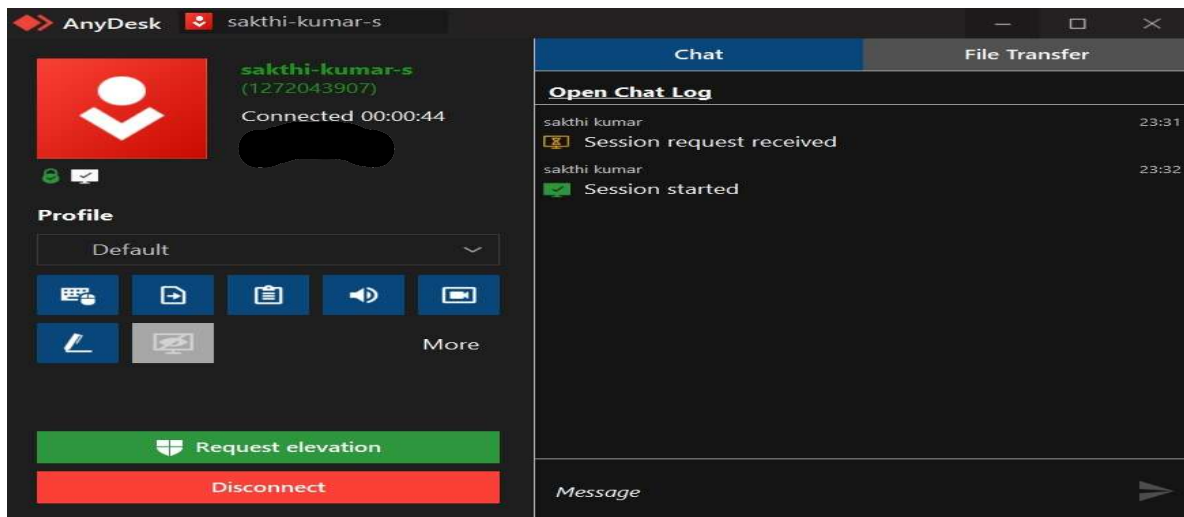 AnyDesk sakthi-kumar-s
sakthi-kumar-s
(1272043907)
Connected 00:00:44
Profile
Default
More
Request elevation
Disconnect
Chat File Transfer
Open Chat Log
sakthi kumar 23:31
Session request received
sakthi kumar 23:32
Session started
Message